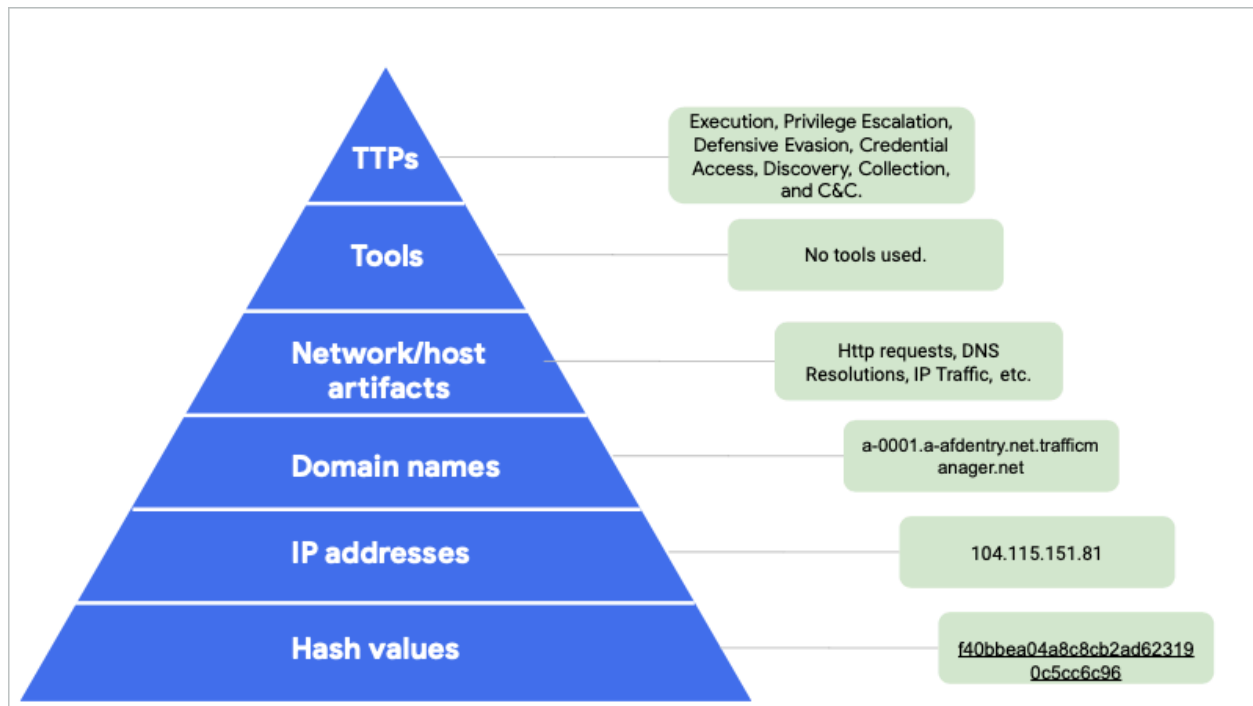 TTPs
Execution, Privilege Escalation,
Defensive Evasion, Credential
Access, Discovery, Collection,
and C&C.
Tools
No tools used.
Network/host
artifacts
Http requests, DNS
Resolutions, IP Traffic, etc.
Domain names
a-0001.a-afdentry.net.trafficm
anager.net
IP addresses
104.115.151.81
Hash values
f40bbea04a8c8cb2ad62319
0c5cc6c96